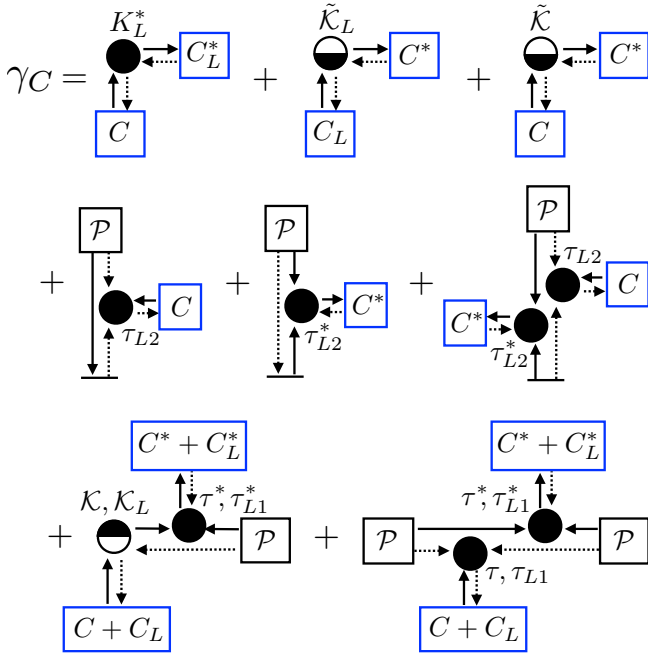 K_L^* 𝒦̃_L 𝒦̃
γ_C = C_L^* + C^* + C^*
C C_L C
𝒫 𝒫 𝒫
+ τ_{L2} C + τ_{L2}^* C^* + τ_{L2} C C^* τ_{L2}^*
C^* + C_L^* C^* + C_L^*
𝒦, 𝒦_L τ^*, τ_{L1}^* τ^*, τ_{L1}^*
+ 𝒫 + 𝒫 𝒫
τ, τ_{L1}
C + C_L C + C_L